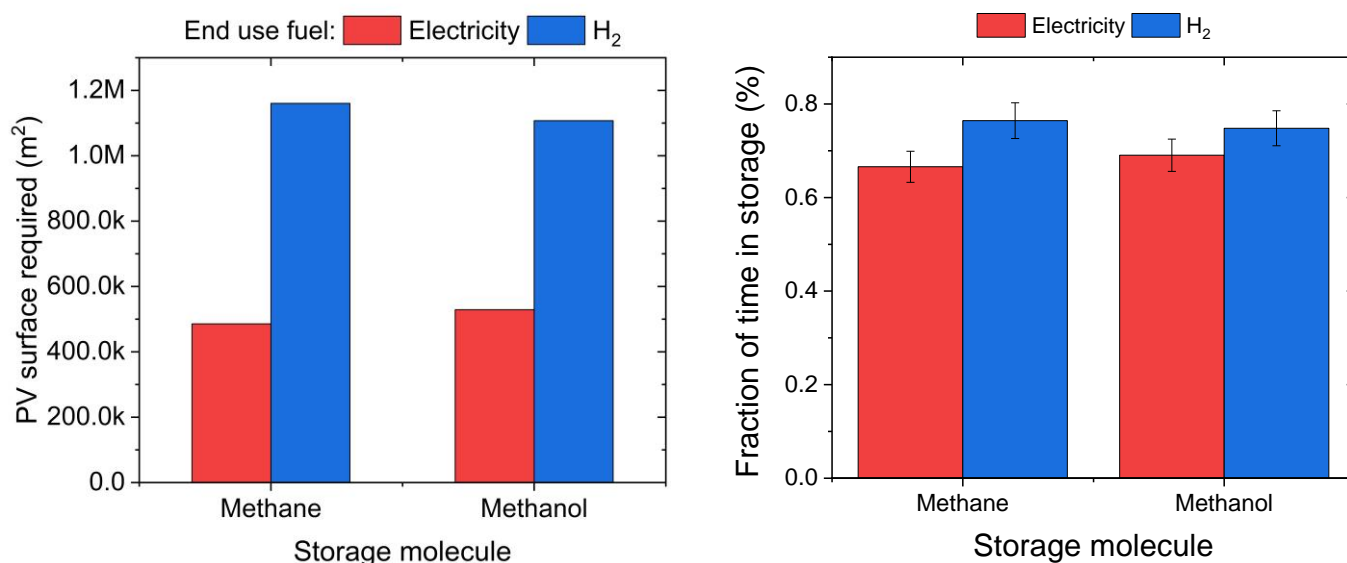 End use fuel: Electricity H₂
PV surface required (m²)
1.2M
1.0M
800.0k
600.0k
400.0k
200.0k
0.0
Methane Methanol
Storage molecule
Electricity H₂
Fraction of time in storage (%)
0.8
0.6
0.4
0.2
0.0
Methane Methanol
Storage molecule